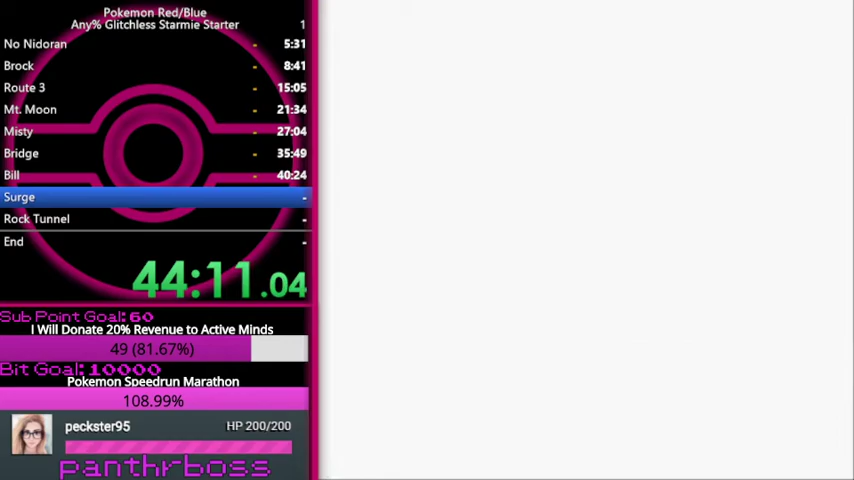 Pokemon Red/Blue
Any% Glitchless Starmie Starter 1
No Nidoran - 5:31
Brock - 8:41
Route 3 - 15:05
Mt. Moon - 21:34
Misty - 27:04
Bridge - 35:49
Bill - 40:24
Surge -
Rock Tunnel -
End -
44:11.04
Sub Point Goal: 60
I Will Donate 20% Revenue to Active Minds
49 (81.67%)
Bit Goal: 10000
Pokemon Speedrun Marathon
108.99%
peckster95 HP 200/200
panthrboss